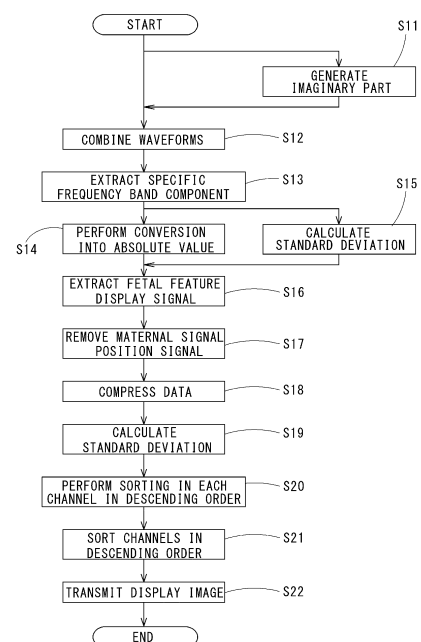 START
S11
GENERATE
IMAGINARY PART
COMBINE WAVEFORMS
S12
EXTRACT SPECIFIC
FREQUENCY BAND COMPONENT
S13
S15
S14
PERFORM CONVERSION
INTO ABSOLUTE VALUE
CALCULATE
STANDARD DEVIATION
EXTRACT FETAL FEATURE
DISPLAY SIGNAL
S16
REMOVE MATERNAL SIGNAL
POSITION SIGNAL
S17
COMPRESS DATA
S18
CALCULATE
STANDARD DEVIATION
S19
PERFORM SORTING IN EACH
CHANNEL IN DESCENDING ORDER
S20
SORT CHANNELS IN
DESCENDING ORDER
S21
TRANSMIT DISPLAY IMAGE
S22
END